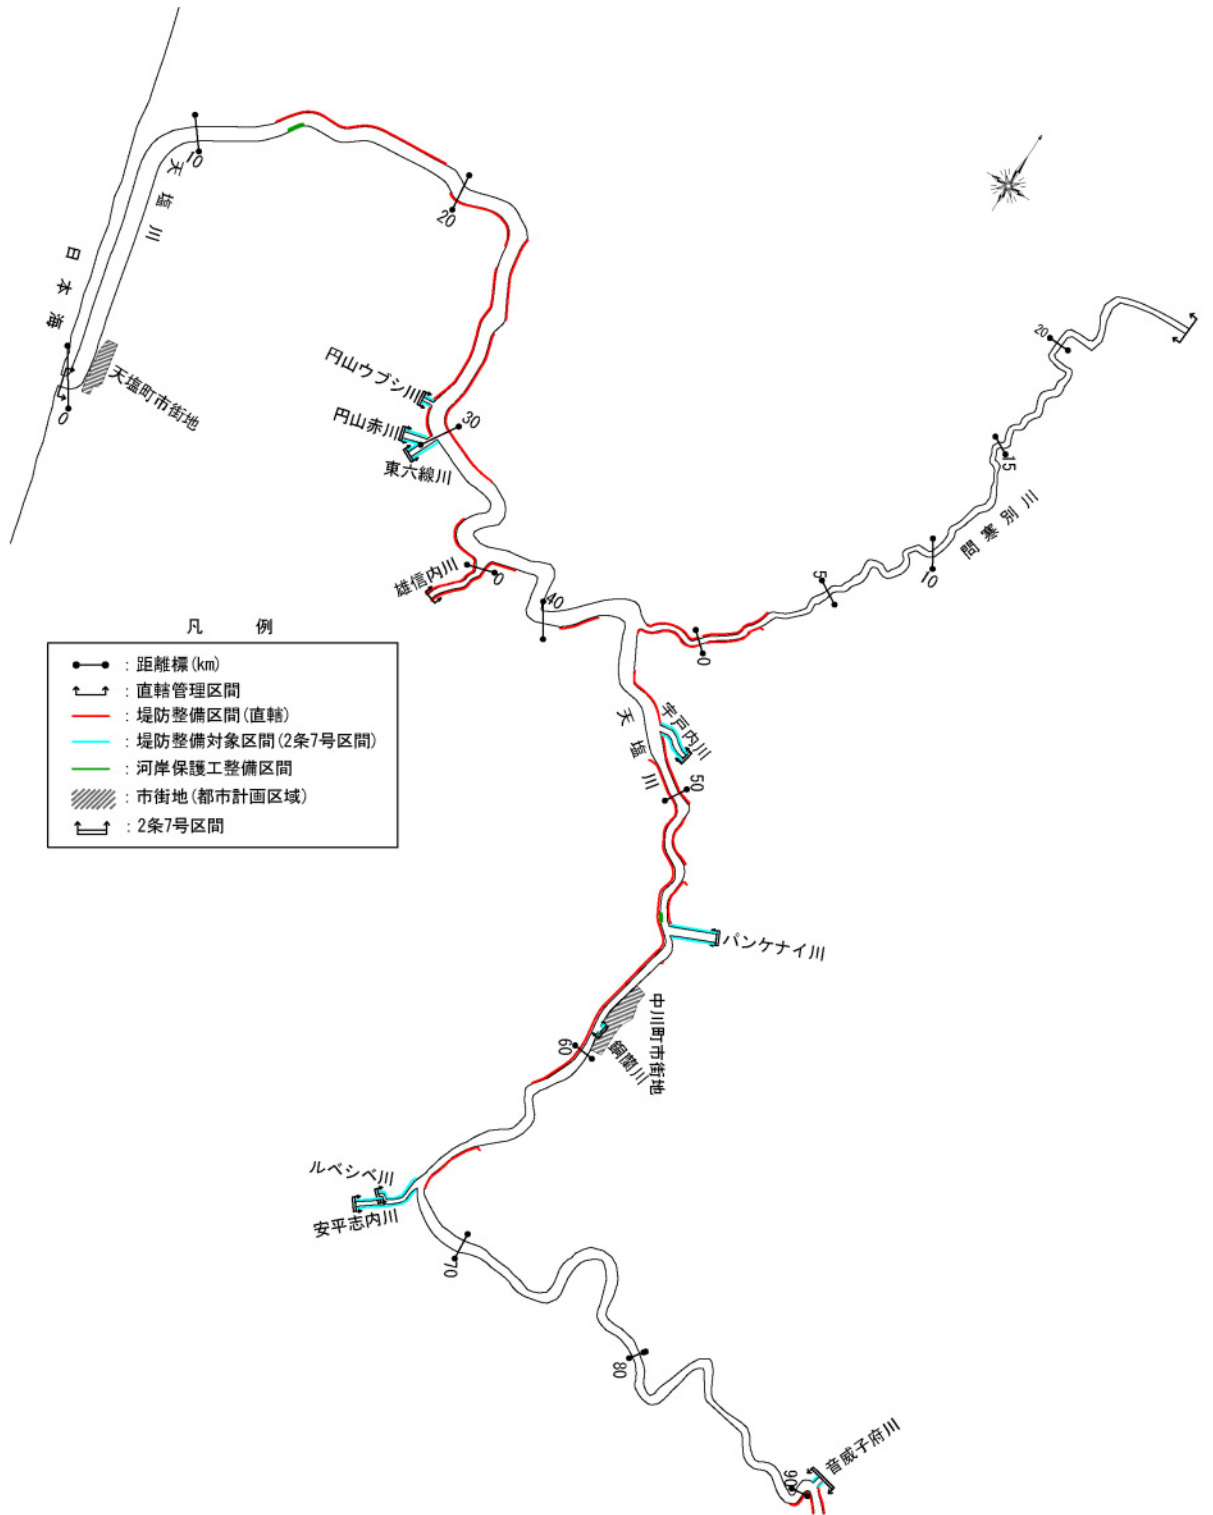 10
天塩川
20
日本海
天塩町市街地
0
円山ウブシ川
円山赤川
30
東六線川
20
15
問寒別川
10
5
雄信内川
0
40
0
凡 例
: 距離標(km)
: 直轄管理区間
: 堤防整備区間(直轄)
: 堤防整備対象区間(2条7号区間)
: 河岸保護工整備区間
: 市街地(都市計画区域)
: 2条7号区間
天塩川
宇戸内川
50
パンケナイ川
中川町市街地
銅蘭川
60
ルベシベ川
安平志内川
70
80
音威子府川
90